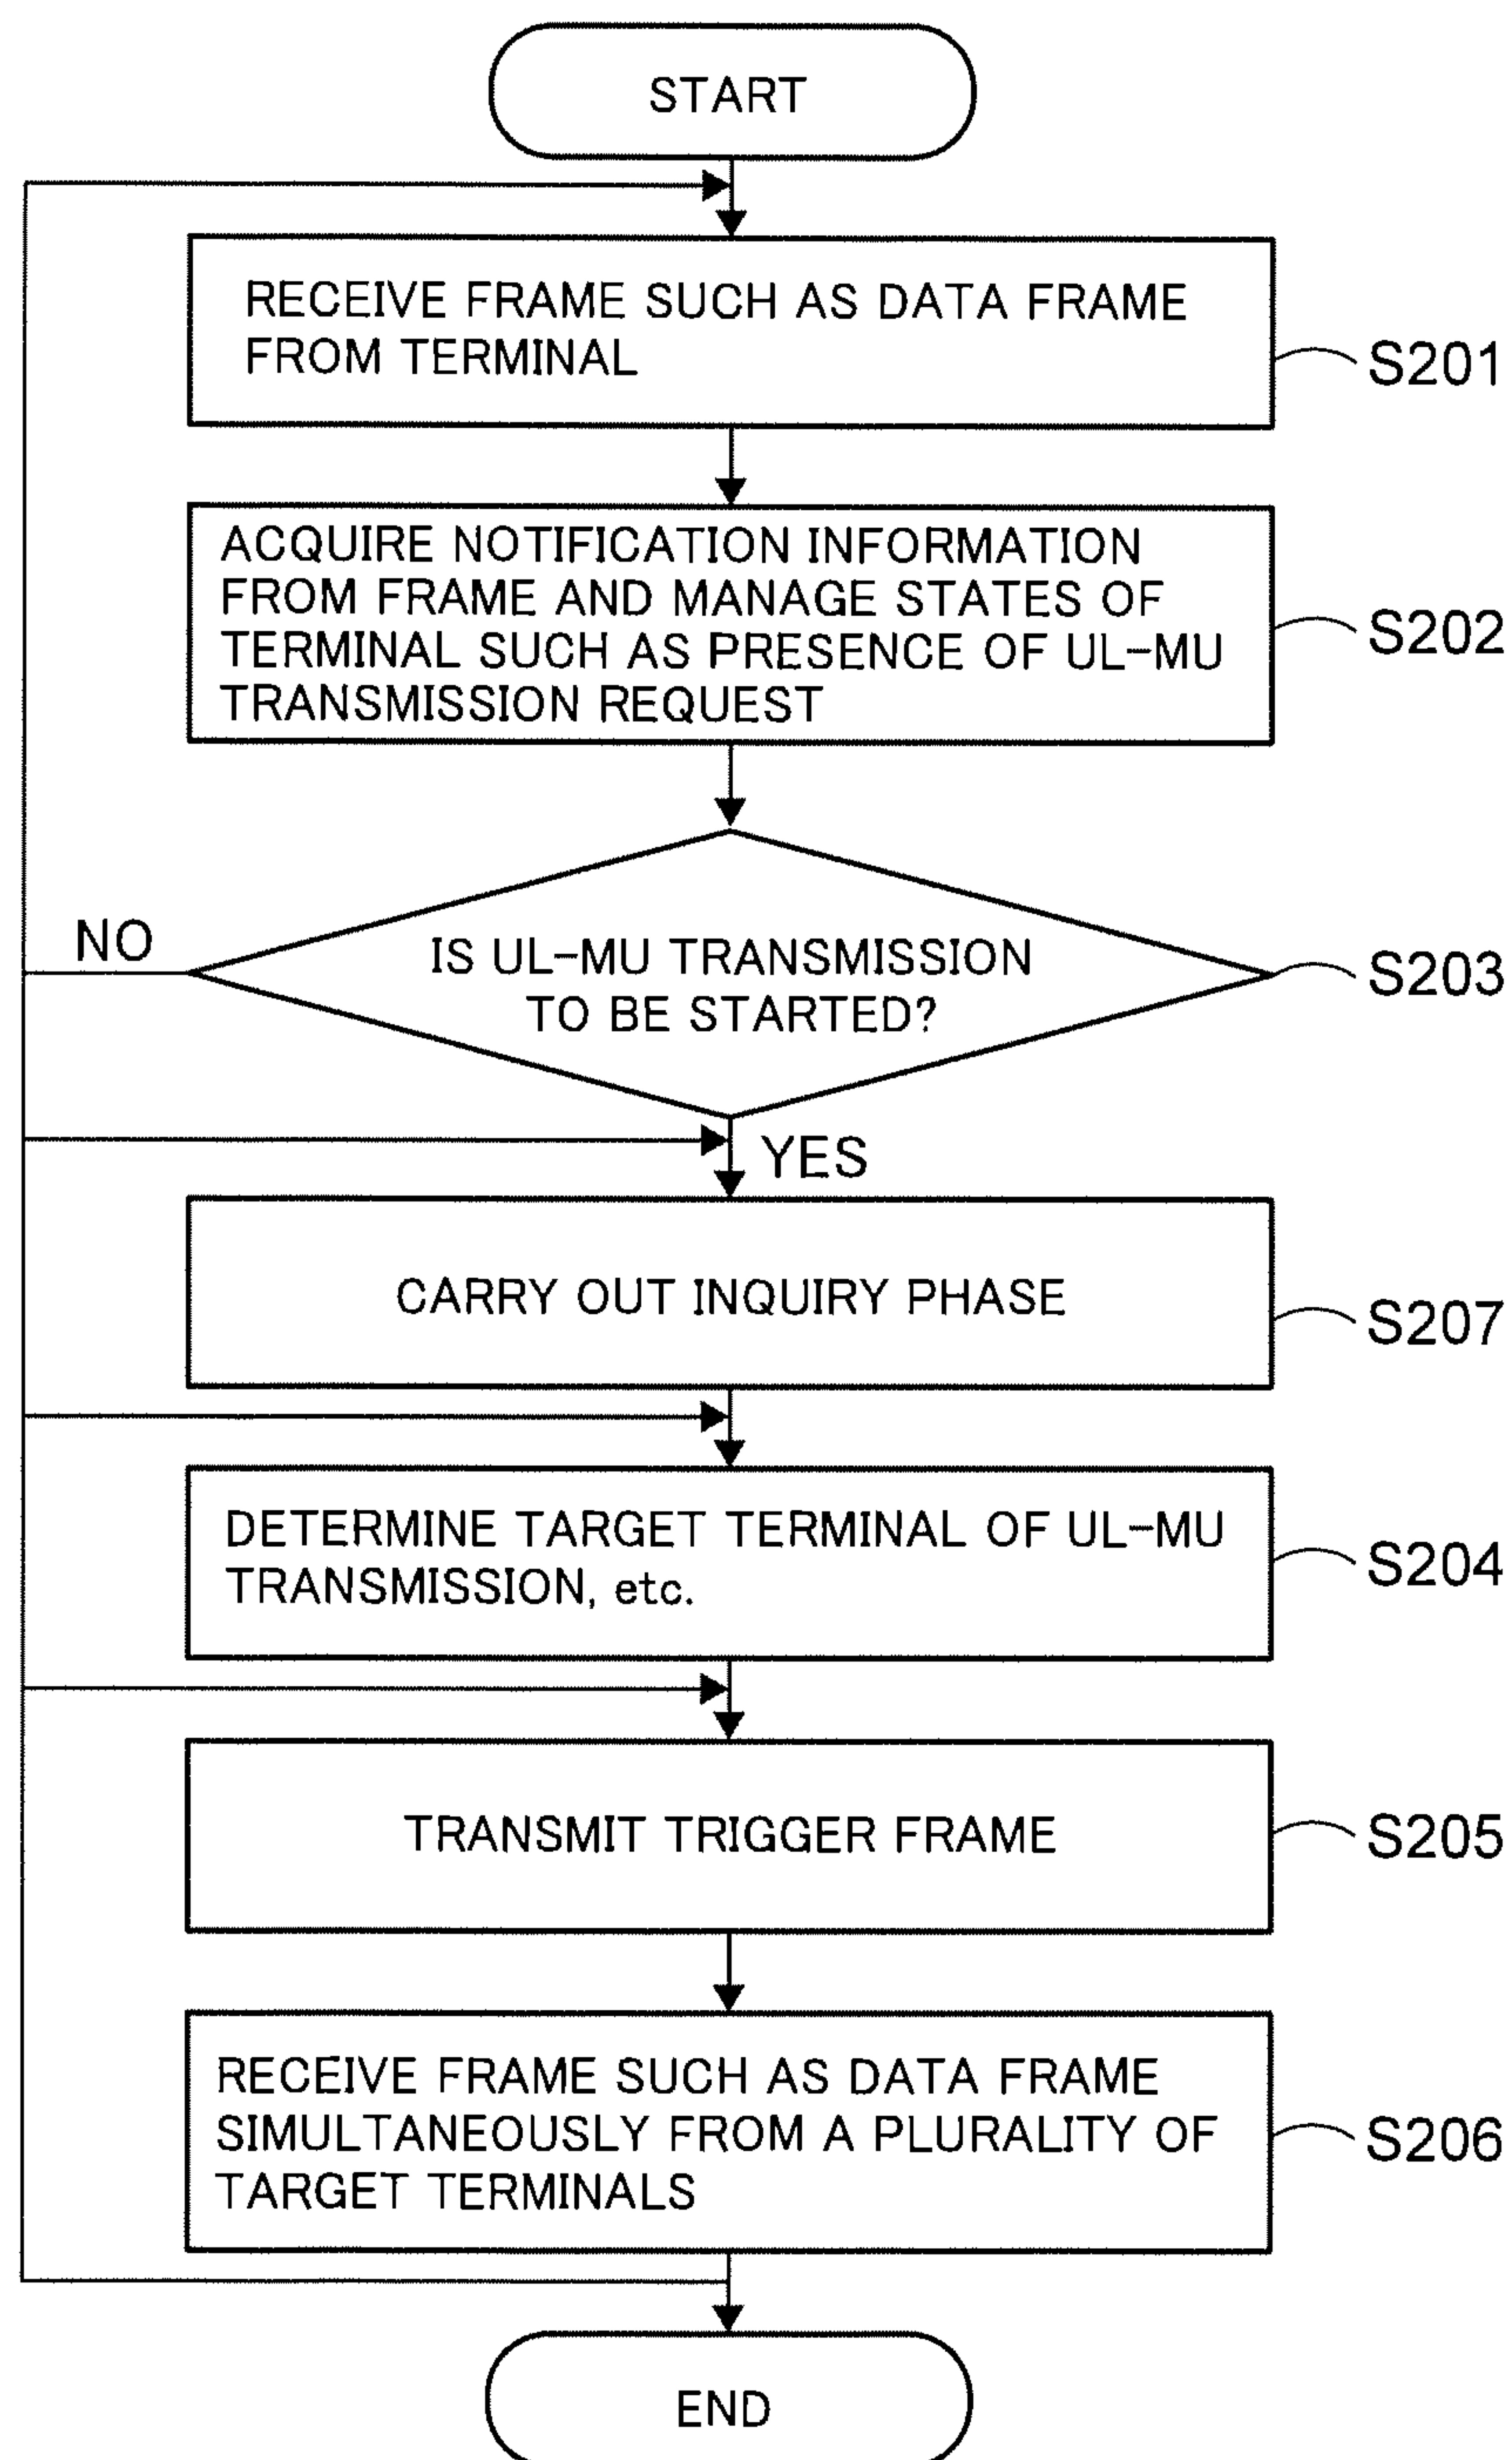 START
RECEIVE FRAME SUCH AS DATA FRAME
FROM TERMINAL
S201
ACQUIRE NOTIFICATION INFORMATION
FROM FRAME AND MANAGE STATES OF
TERMINAL SUCH AS PRESENCE OF UL-MU
TRANSMISSION REQUEST
S202
NO
IS UL-MU TRANSMISSION
TO BE STARTED?
S203
YES
CARRY OUT INQUIRY PHASE
S207
DETERMINE TARGET TERMINAL OF UL-MU
TRANSMISSION, etc.
S204
TRANSMIT TRIGGER FRAME
S205
RECEIVE FRAME SUCH AS DATA FRAME
SIMULTANEOUSLY FROM A PLURALITY OF
TARGET TERMINALS
S206
END